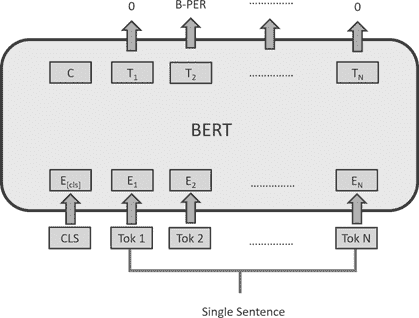 0 B-PER .................... 0
C T1 T2 .................... TN
BERT
E[cls] E1 E2 .................... EN
CLS Tok 1 Tok 2 .................... Tok N
Single Sentence